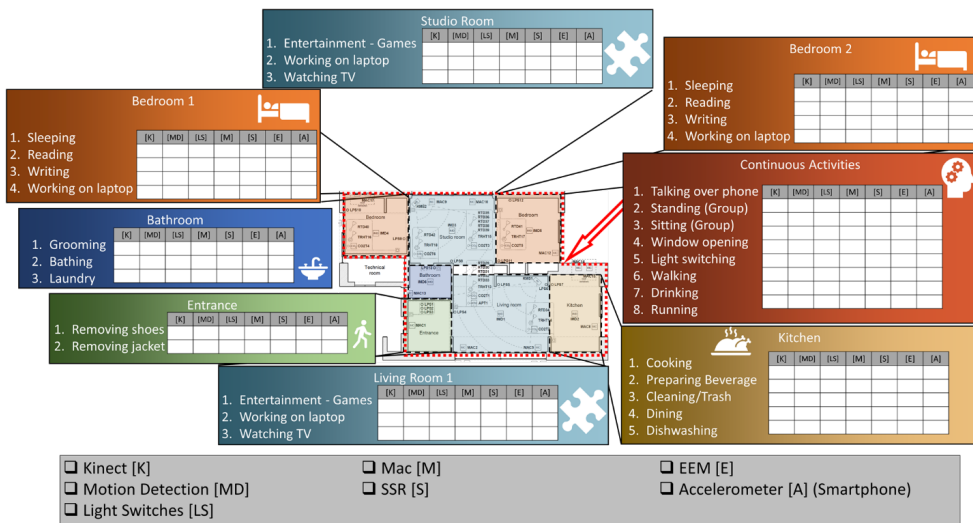 Studio Room
[K] [MD] [LS] [M] [S] [E] [A]
1. Entertainment - Games
2. Working on laptop
3. Watching TV
Bedroom 2
[K] [MD] [LS] [M] [S] [E] [A]
1. Sleeping
2. Reading
3. Writing
4. Working on laptop
Bedroom 1
[K] [MD] [LS] [M] [S] [E] [A]
1. Sleeping
2. Reading
3. Writing
4. Working on laptop
Continuous Activities
[K] [MD] [LS] [M] [S] [E] [A]
1. Talking over phone
2. Standing (Group)
3. Sitting (Group)
4. Window opening
5. Light switching
6. Walking
7. Drinking
8. Running
Bathroom
[K] [MD] [LS] [M] [S] [E] [A]
1. Grooming
2. Bathing
3. Laundry
Bedroom
Studio room
Bedroom
Technical room
Bathroom
Living room
Kitchen
Entrance
Entrance
[K] [MD] [LS] [M] [S] [E] [A]
1. Removing shoes
2. Removing jacket
Kitchen
[K] [MD] [LS] [M] [S] [E] [A]
1. Cooking
2. Preparing Beverage
3. Cleaning/Trash
4. Dining
5. Dishwashing
Living Room 1
[K] [MD] [LS] [M] [S] [E] [A]
1. Entertainment - Games
2. Working on laptop
3. Watching TV
❑ Kinect [K]
❑ Motion Detection [MD]
❑ Light Switches [LS]
❑ Mac [M]
❑ SSR [S]
❑ EEM [E]
❑ Accelerometer [A] (Smartphone)